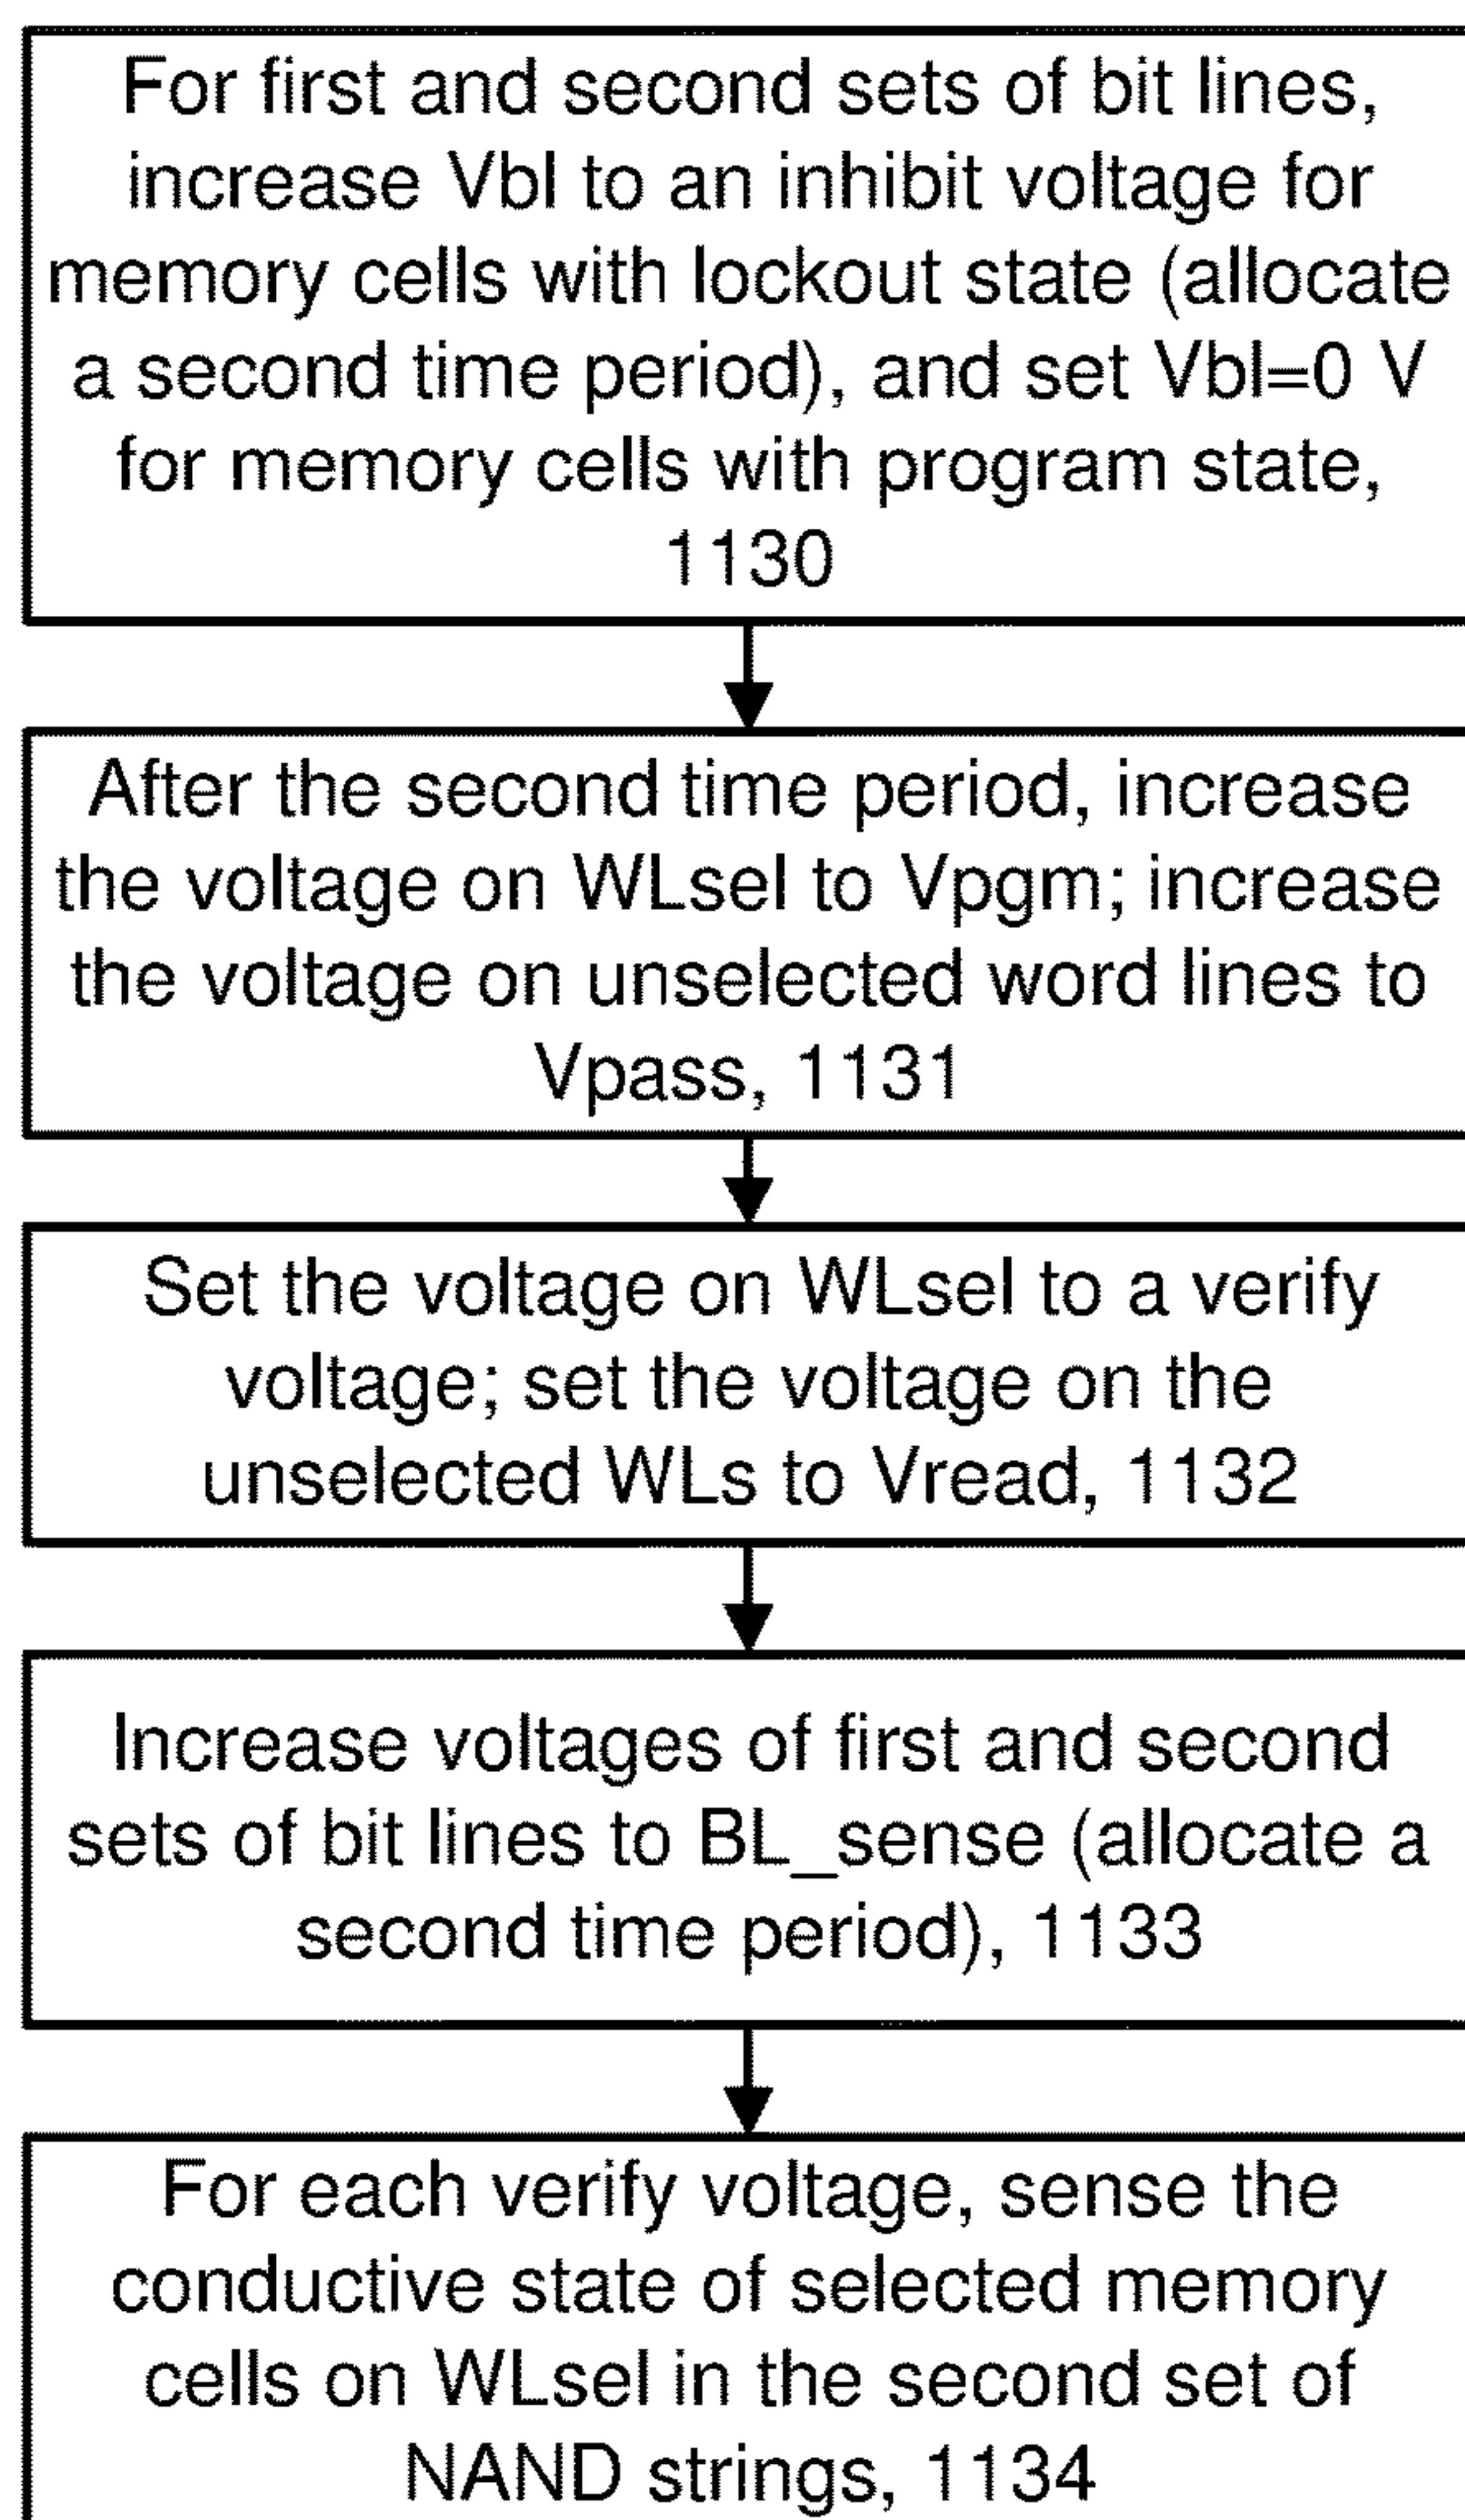 For first and second sets of bit lines,
increase Vbl to an inhibit voltage for
memory cells with lockout state (allocate
a second time period), and set Vbl=0 V
for memory cells with program state,
1130
After the second time period, increase
the voltage on WLsel to Vpgm; increase
the voltage on unselected word lines to
Vpass, 1131
Set the voltage on WLsel to a verify
voltage; set the voltage on the
unselected WLs to Vread, 1132
Increase voltages of first and second
sets of bit lines to BL_sense (allocate a
second time period), 1133
For each verify voltage, sense the
conductive state of selected memory
cells on WLsel in the second set of
NAND strings, 1134